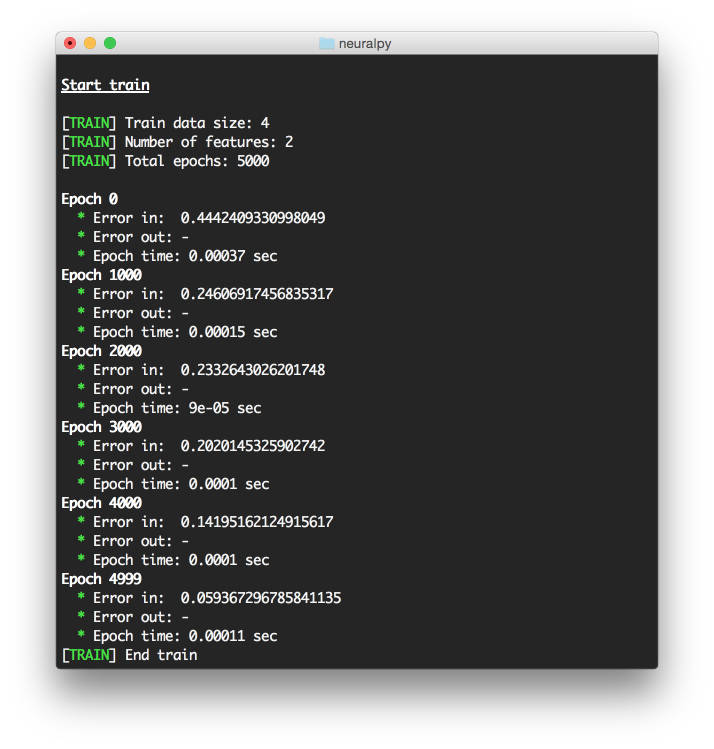 neuralpy
Start train
[TRAIN] Train data size: 4
[TRAIN] Number of features: 2
[TRAIN] Total epochs: 5000
Epoch 0
* Error in:  0.4442409330998049
* Error out: -
* Epoch time: 0.00037 sec
Epoch 1000
* Error in:  0.24606917456835317
* Error out: -
* Epoch time: 0.00015 sec
Epoch 2000
* Error in:  0.2332643026201748
* Error out: -
* Epoch time: 9e-05 sec
Epoch 3000
* Error in:  0.2020145325902742
* Error out: -
* Epoch time: 0.0001 sec
Epoch 4000
* Error in:  0.14195162124915617
* Error out: -
* Epoch time: 0.0001 sec
Epoch 4999
* Error in:  0.059367296785841135
* Error out: -
* Epoch time: 0.00011 sec
[TRAIN] End train